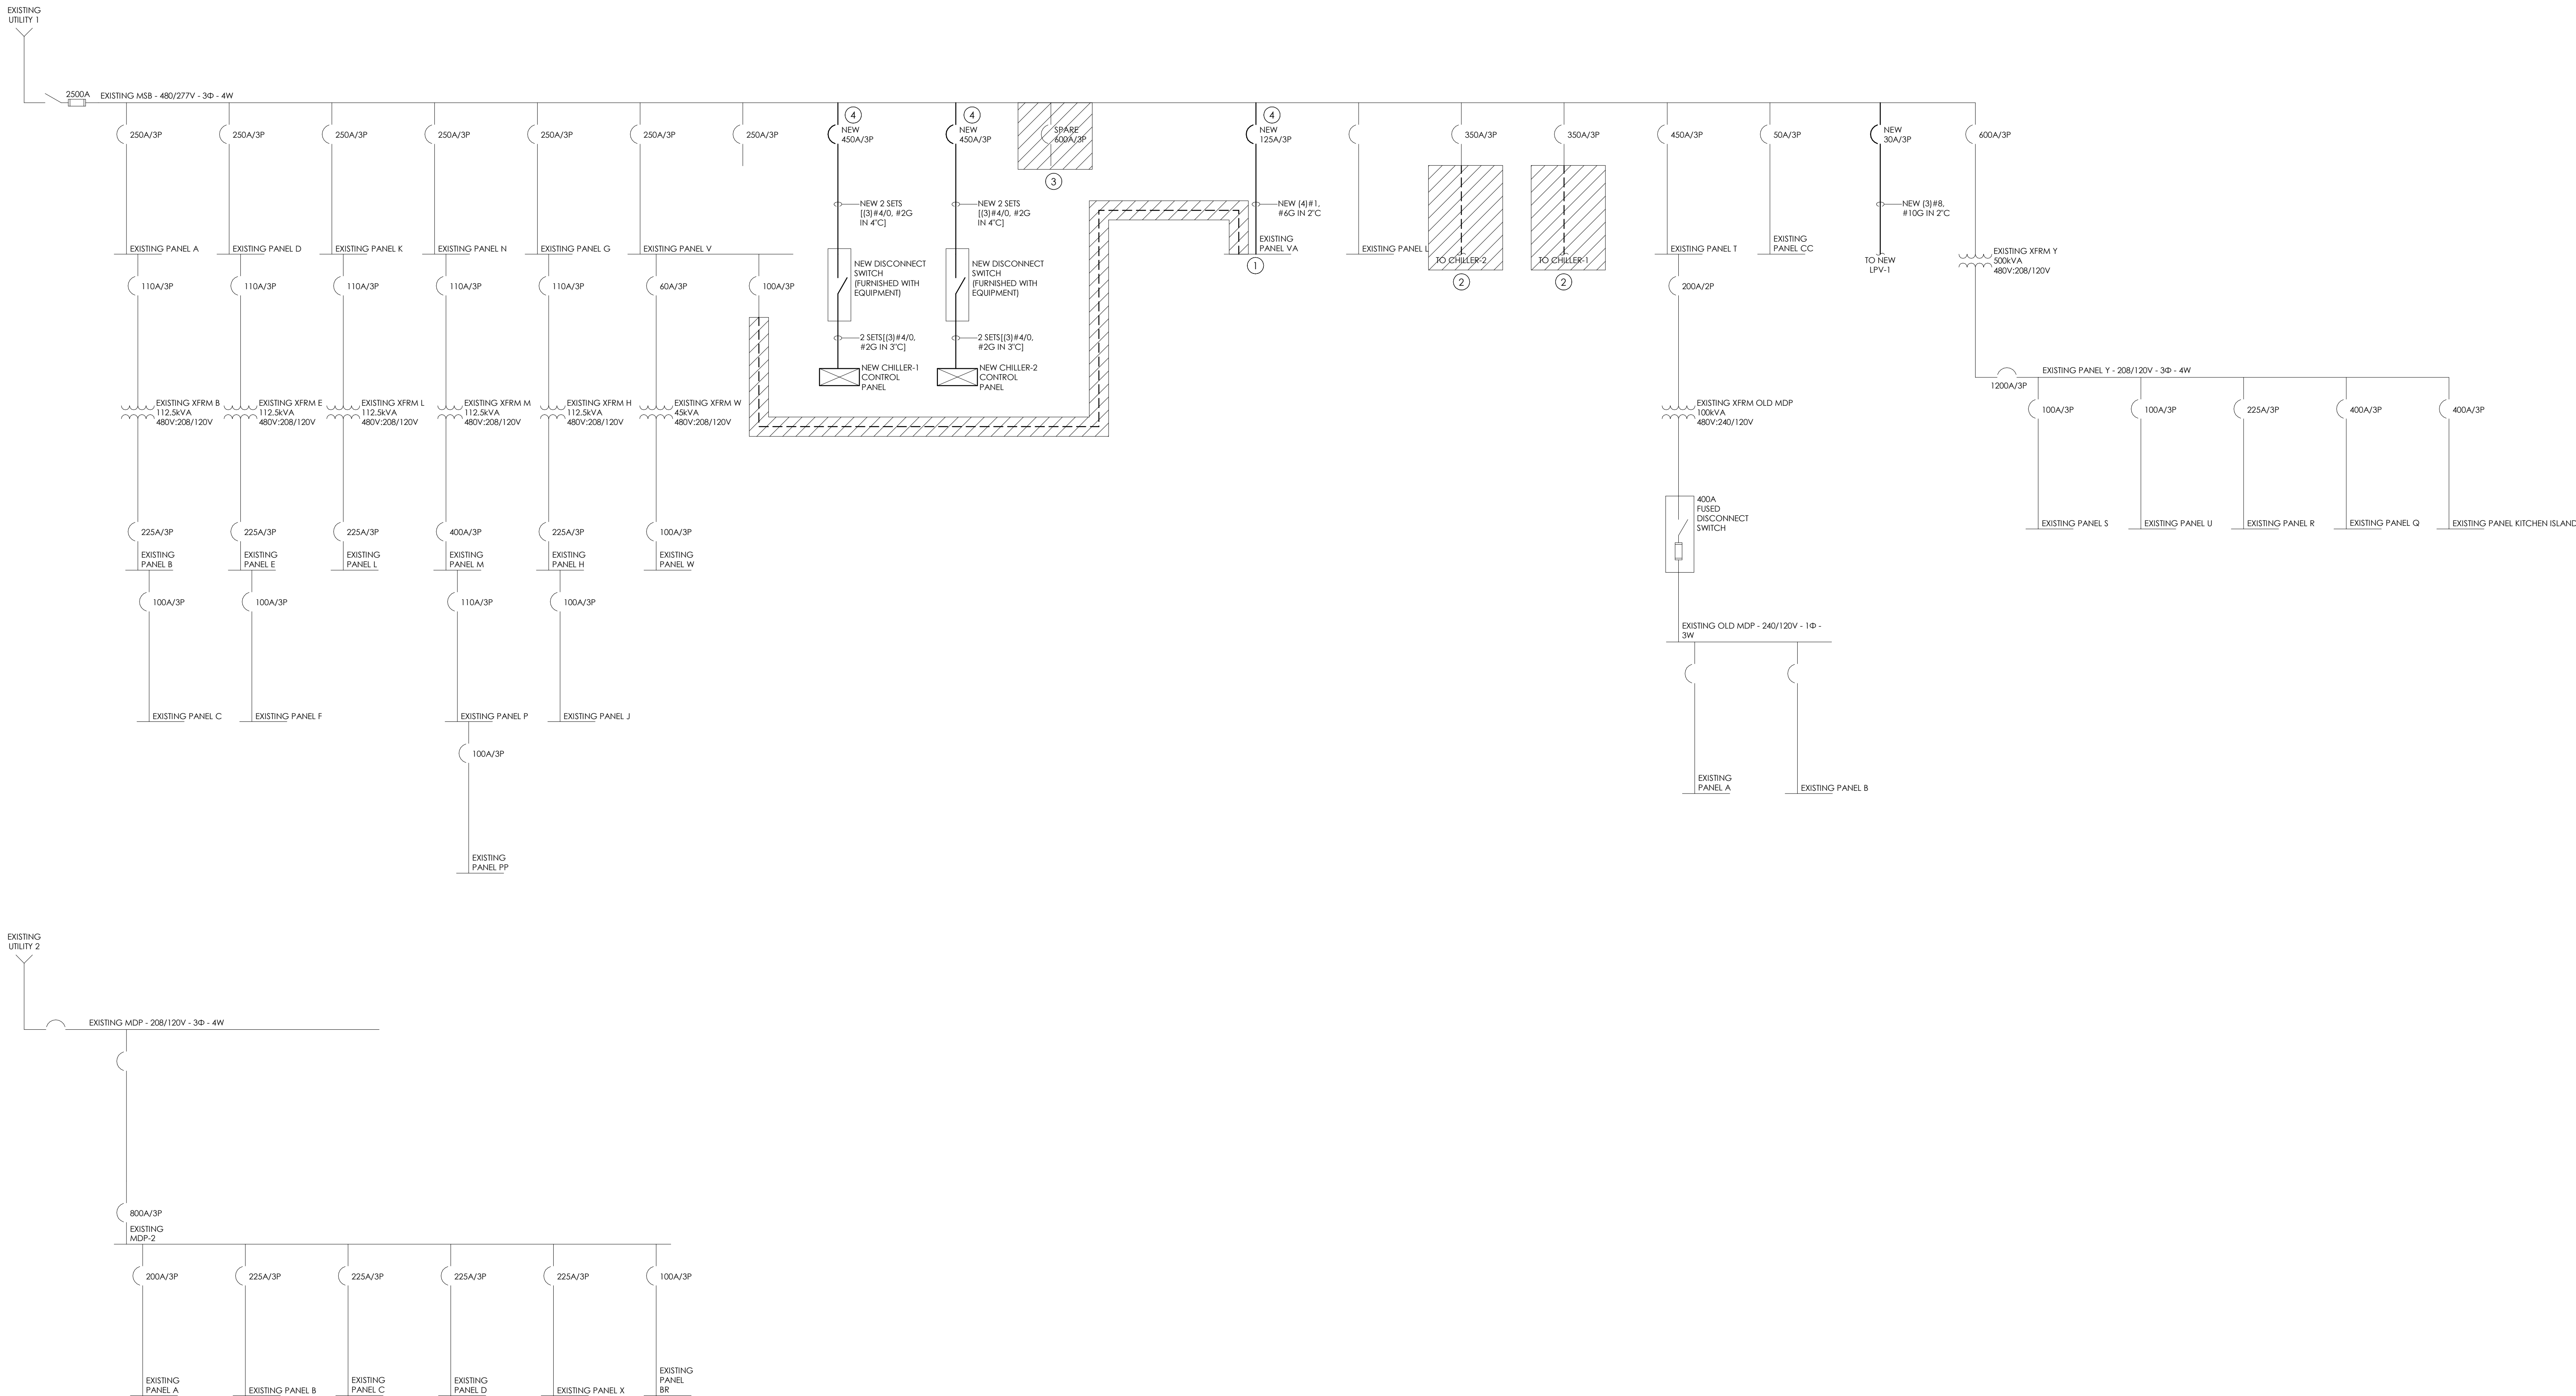 EXISTING
UTILITY 1
2500A
EXISTING MSB - 480/277V - 3Φ - 4W
250A/3P
250A/3P
250A/3P
250A/3P
250A/3P
250A/3P
250A/3P
4
NEW
450A/3P
4
NEW
450A/3P
SPARE
600A/3P
3
4
NEW
125A/3P
350A/3P
350A/3P
450A/3P
50A/3P
NEW
30A/3P
600A/3P
NEW 2 SETS
[(3)#4/0, #2G
IN 4"C]
NEW 2 SETS
[(3)#4/0, #2G
IN 4"C]
NEW (4)#1,
#6G IN 2"C
NEW (3)#8,
#10G IN 2"C
EXISTING PANEL A
EXISTING PANEL D
EXISTING PANEL K
EXISTING PANEL N
EXISTING PANEL G
EXISTING PANEL V
EXISTING
PANEL VA
1
EXISTING PANEL L
TO CHILLER-2
2
TO CHILLER-1
2
EXISTING PANEL T
EXISTING
PANEL CC
TO NEW
LPV-1
EXISTING XFRM Y
500kVA
480V:208/120V
NEW DISCONNECT
SWITCH
(FURNISHED WITH
EQUIPMENT)
NEW DISCONNECT
SWITCH
(FURNISHED WITH
EQUIPMENT)
110A/3P
110A/3P
110A/3P
110A/3P
110A/3P
60A/3P
100A/3P
200A/2P
2 SETS[(3)#4/0,
#2G IN 3"C]
2 SETS[(3)#4/0,
#2G IN 3"C]
NEW CHILLER-1
CONTROL
PANEL
NEW CHILLER-2
CONTROL
PANEL
EXISTING PANEL Y - 208/120V - 3Φ - 4W
1200A/3P
EXISTING XFRM B
112.5kVA
480V:208/120V
EXISTING XFRM E
112.5kVA
480V:208/120V
EXISTING XFRM L
112.5kVA
480V:208/120V
EXISTING XFRM M
112.5kVA
480V:208/120V
EXISTING XFRM H
112.5kVA
480V:208/120V
EXISTING XFRM W
45kVA
480V:208/120V
EXISTING XFRM OLD MDP
100kVA
480V:240/120V
100A/3P
100A/3P
225A/3P
400A/3P
400A/3P
400A
FUSED
DISCONNECT
SWITCH
EXISTING PANEL S
EXISTING PANEL U
EXISTING PANEL R
EXISTING PANEL Q
EXISTING PANEL KITCHEN ISLAND
225A/3P
225A/3P
225A/3P
400A/3P
225A/3P
100A/3P
EXISTING
PANEL B
EXISTING
PANEL E
EXISTING
PANEL L
EXISTING
PANEL M
EXISTING
PANEL H
EXISTING
PANEL W
100A/3P
100A/3P
110A/3P
100A/3P
EXISTING OLD MDP - 240/120V - 1Φ -
3W
EXISTING PANEL C
EXISTING PANEL F
EXISTING PANEL P
EXISTING PANEL J
100A/3P
EXISTING
PANEL A
EXISTING PANEL B
EXISTING
PANEL PP
EXISTING
UTILITY 2
EXISTING MDP - 208/120V - 3Φ - 4W
800A/3P
EXISTING
MDP-2
200A/3P
225A/3P
225A/3P
225A/3P
225A/3P
100A/3P
EXISTING
PANEL A
EXISTING PANEL B
EXISTING
PANEL C
EXISTING
PANEL D
EXISTING PANEL X
EXISTING
PANEL
BR